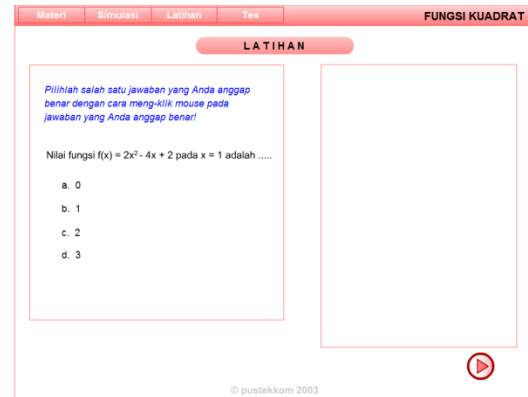 Materi Simulasi Latihan Tes FUNGSI KUADRAT
LATIHAN
Pilihlah salah satu jawaban yang Anda anggap
benar dengan cara meng-klik mouse pada
jawaban yang Anda anggap benar!
Nilai fungsi f(x) = 2x² - 4x + 2 pada x = 1 adalah .....
a. 0
b. 1
c. 2
d. 3
© pustekkom 2003